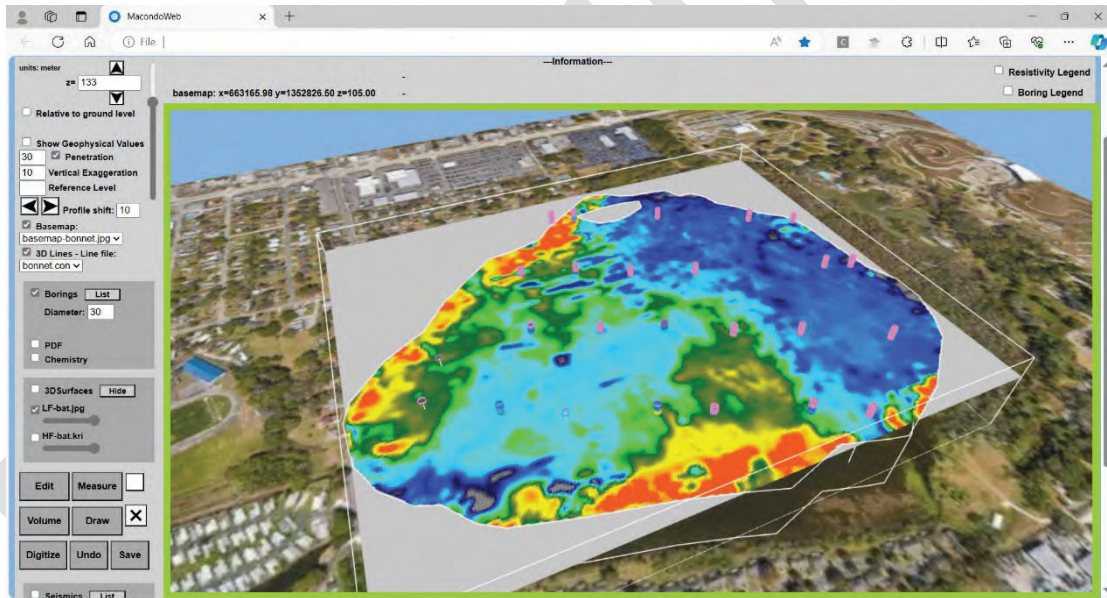 MacondoWeb
File
units: meter
z= 133
Relative to ground level
Show Geophysical Values
30 Penetration
10 Vertical Exaggeration
Reference Level
Profile shift: 10
Basemap:
basemap-bonnet.jpg
3D Lines - Line file:
bonnet.con
Borings List
Diameter: 30
PDF
Chemistry
3DSurfaces Hide
LF-bat.jpg
HF-bat.kri
Edit Measure
Volume Draw
Digitize Undo Save
Seismics List
---Information---
basemap: x=663165.98 y=1352826.50 z=105.00
Resistivity Legend
Boring Legend